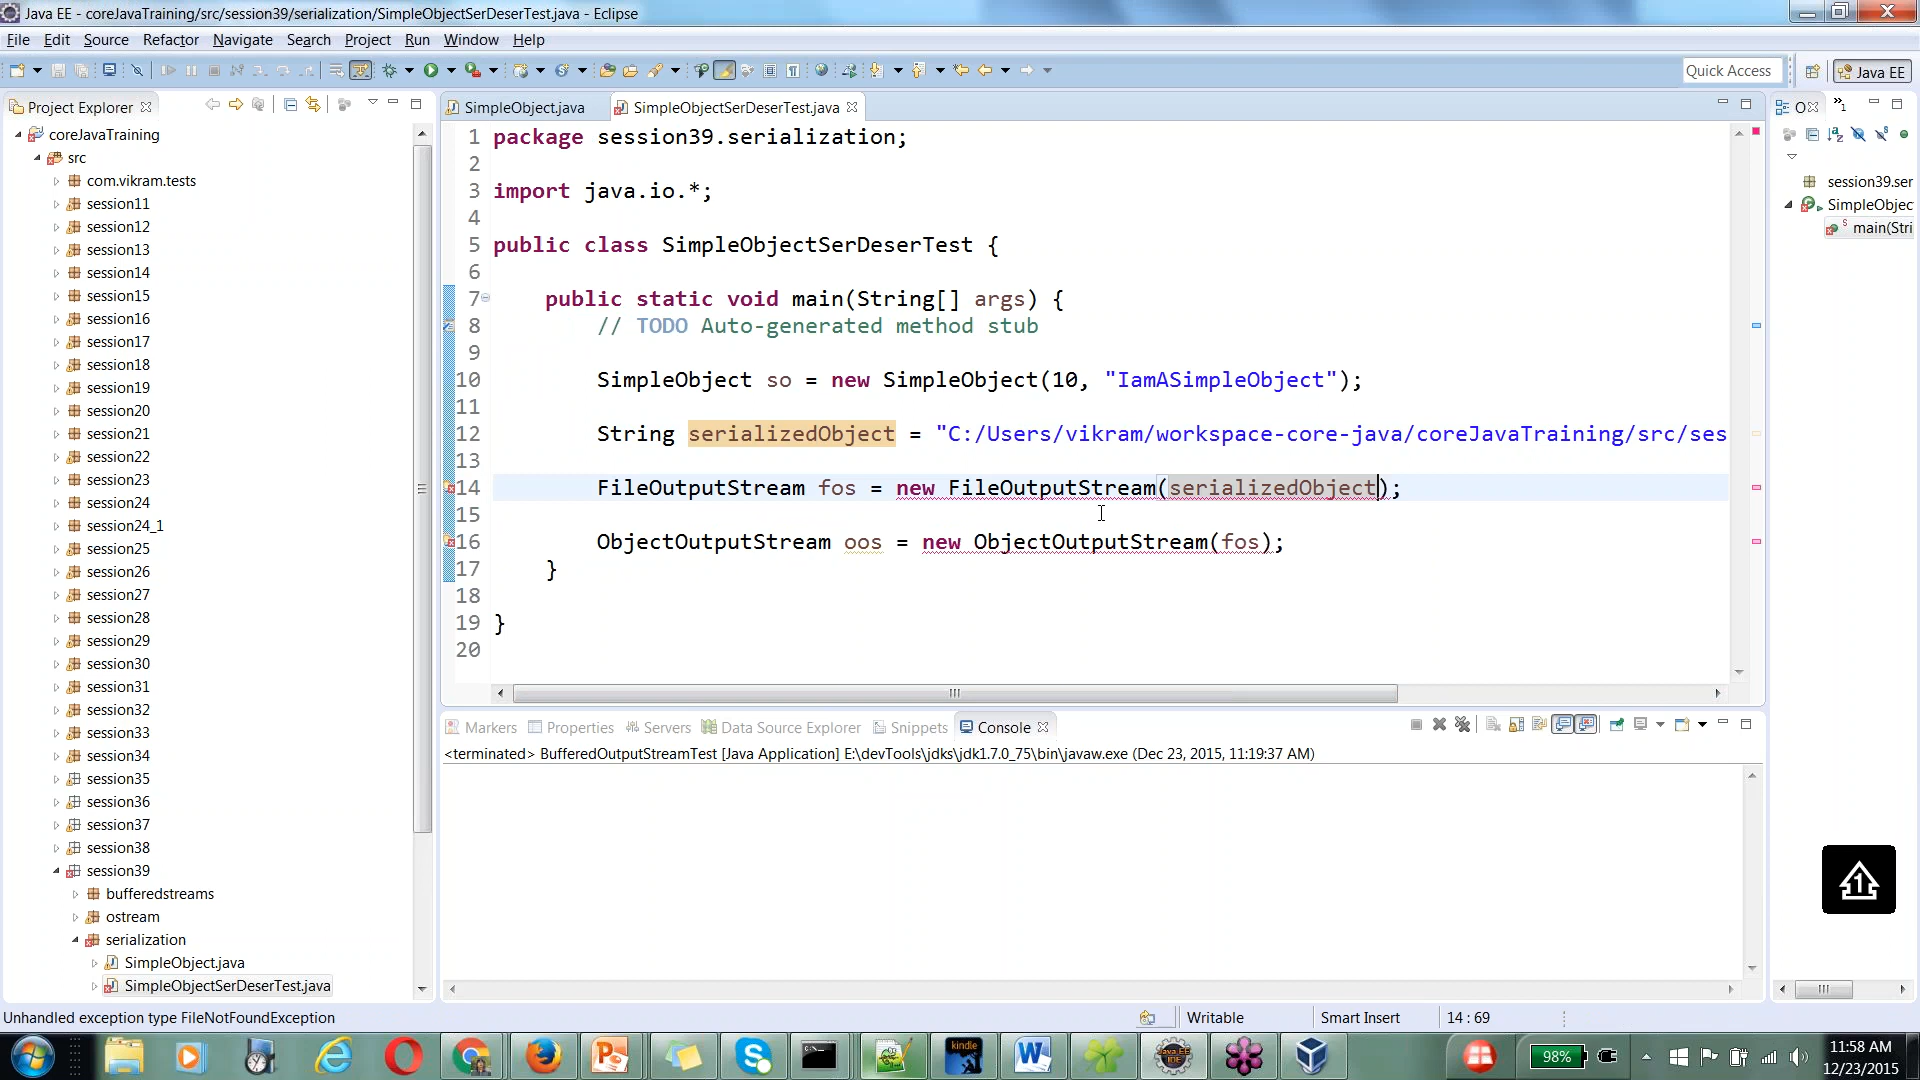 Java EE - coreJavaTraining/src/session39/serialization/SimpleObjectSerDeserTest.java - Eclipse
File Edit Source Refactor Navigate Search Project Run Window Help
Quick Access Java EE
Project Explorer
coreJavaTraining
src
com.vikram.tests
session11
session12
session13
session14
session15
session16
session17
session18
session19
session20
session21
session22
session23
session24
session24_1
session25
session26
session27
session28
session29
session30
session31
session32
session33
session34
session35
session36
session37
session38
session39
bufferedstreams
ostream
serialization
SimpleObject.java
SimpleObjectSerDeserTest.java
SimpleObject.java SimpleObjectSerDeserTest.java
1 package session39.serialization;
2
3 import java.io.*;
4
5 public class SimpleObjectSerDeserTest {
6
7 public static void main(String[] args) {
8 // TODO Auto-generated method stub
9
10 SimpleObject so = new SimpleObject(10, "IamASimpleObject");
11
12 String serializedObject = "C:/Users/vikram/workspace-core-java/coreJavaTraining/src/ses
13
14 FileOutputStream fos = new FileOutputStream(serializedObject);
15
16 ObjectOutputStream oos = new ObjectOutputStream(fos);
17 }
18
19 }
20
O
»1
session39.ser
SimpleObjec
main(Stri
Markers Properties Servers Data Source Explorer Snippets Console
<terminated> BufferedOutputStreamTest [Java Application] E:\devTools\jdks\jdk1.7.0_75\bin\javaw.exe (Dec 23, 2015, 11:19:37 AM)
1
Unhandled exception type FileNotFoundException
Writable Smart Insert 14 : 69
kindle
Java EE
IDE
98%
11:58 AM
12/23/2015